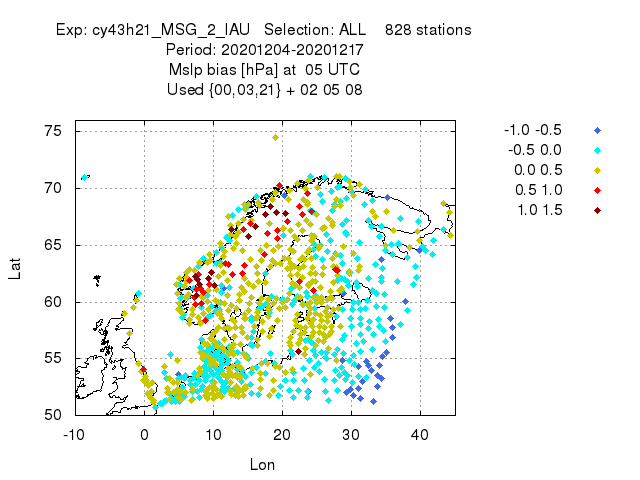 Exp: cy43h21_MSG_2_IAU Selection: ALL 828 stations
Period: 20201204-20201217
Mslp bias [hPa] at 05 UTC
Used {00,03,21} + 02 05 08
75
70
65
60
55
50
Lat
-10 0 10 20 30 40
Lon
-1.0 -0.5
-0.5 0.0
0.0 0.5
0.5 1.0
1.0 1.5